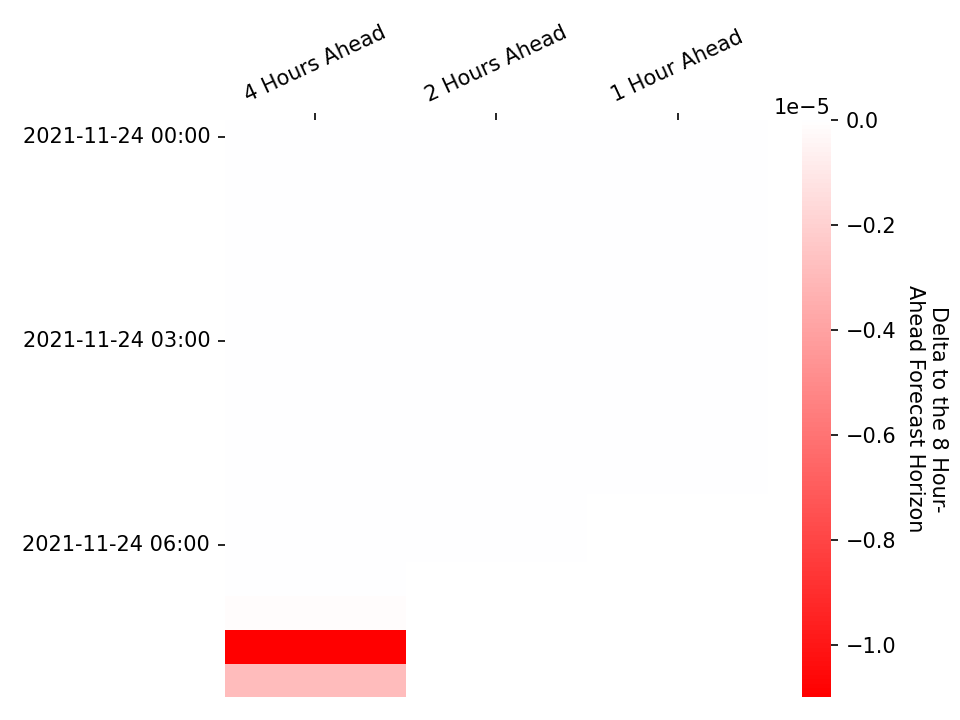 4 Hours Ahead
2 Hours Ahead
1 Hour Ahead
2021-11-24 00:00
2021-11-24 03:00
2021-11-24 06:00
1e−5
0.0
−0.2
−0.4
−0.6
−0.8
−1.0
Delta to the 8 Hour-
Ahead Forecast Horizon